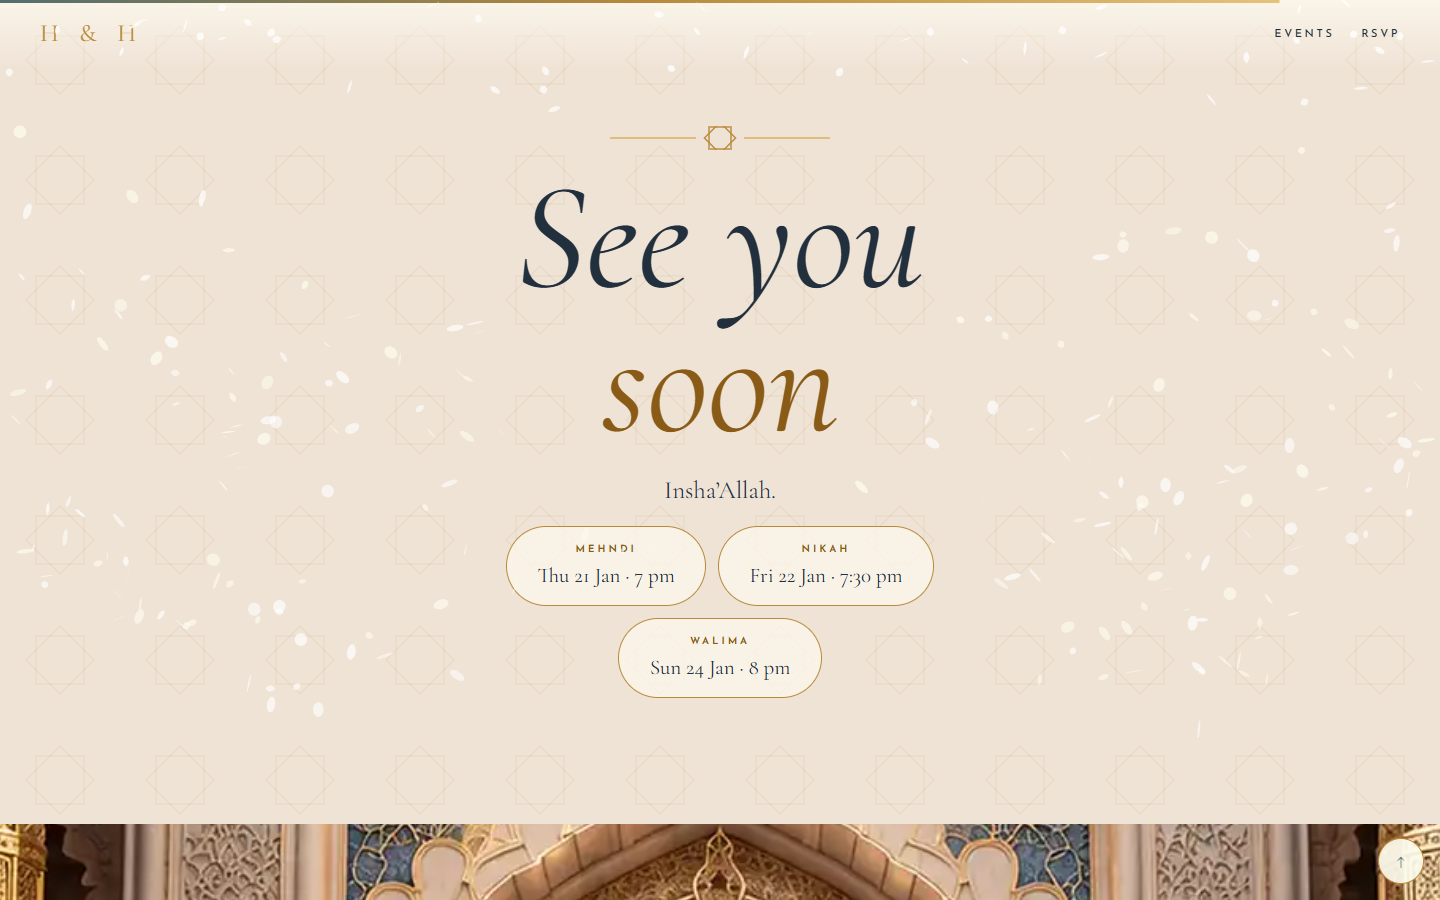 H & H
EVENTS RSVP
See you
soon
Insha’Allah.
MEHNDI
Thu 21 Jan · 7 pm
NIKAH
Fri 22 Jan · 7:30 pm
WALIMA
Sun 24 Jan · 8 pm
↑